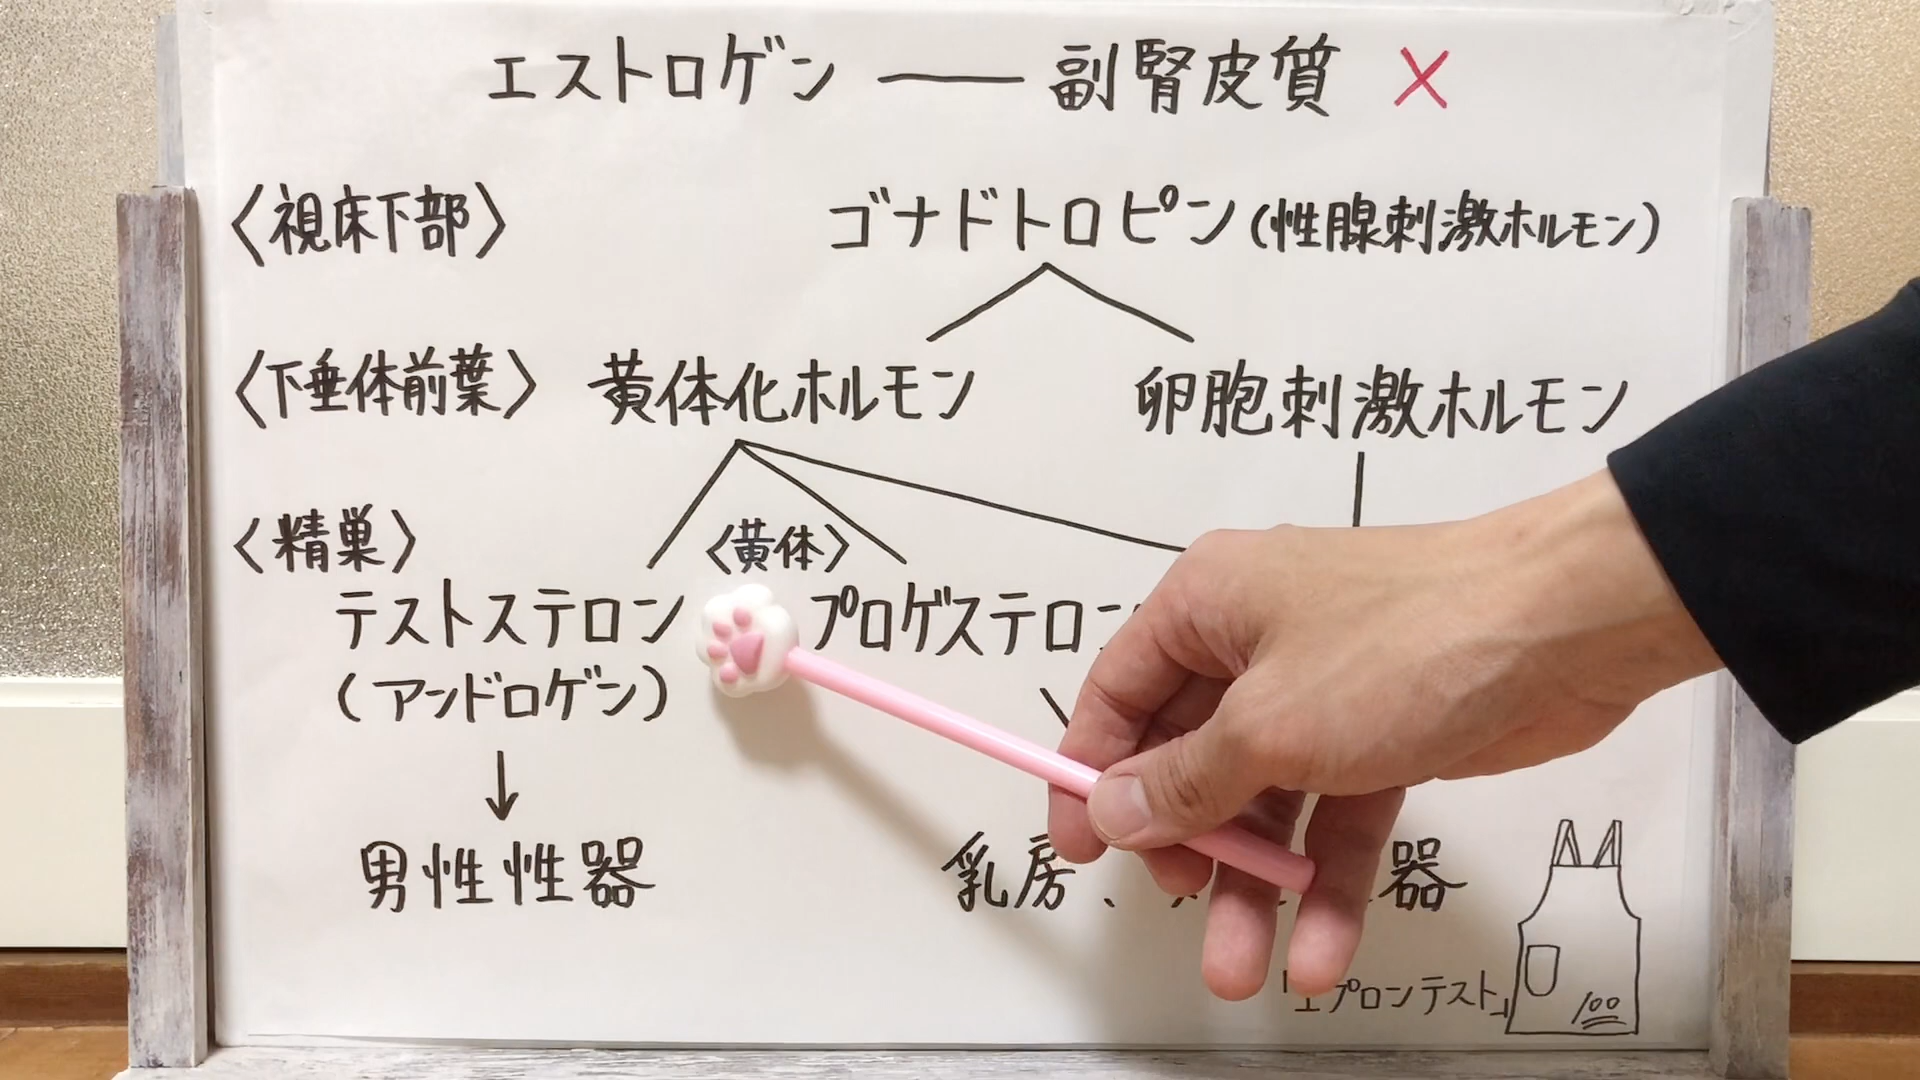 エストロゲン ── 副腎皮質 ×
〈視床下部〉 ゴナドトロピン(性腺刺激ホルモン)
〈下垂体前葉〉 黄体化ホルモン 卵胞刺激ホルモン
〈精巣〉 〈黄体〉
テストステロン プロゲステロン
(アンドロゲン)
↓
男性性器 乳房、 器
「エプロンテスト」 100